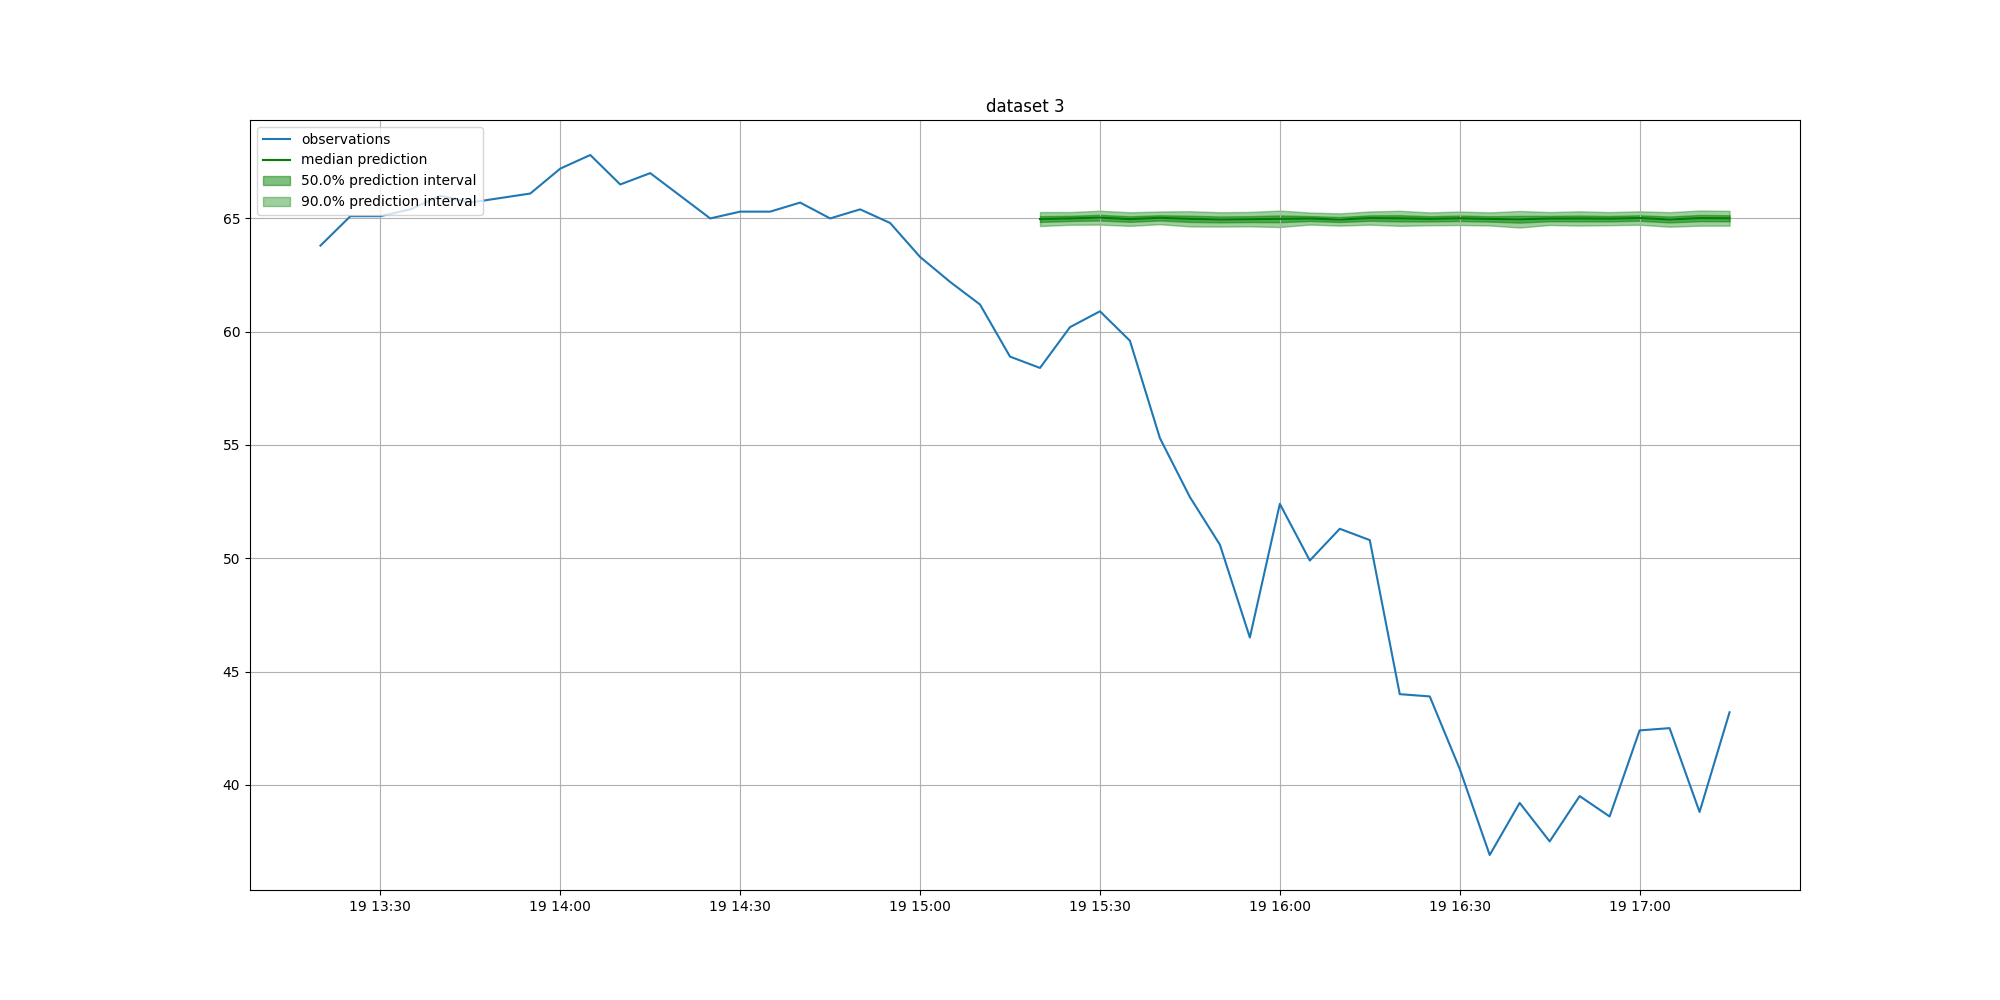 dataset 3
observations
median prediction
50.0% prediction interval
90.0% prediction interval
65
60
55
50
45
40
19 13:30 19 14:00 19 14:30 19 15:00 19 15:30 19 16:00 19 16:30 19 17:00